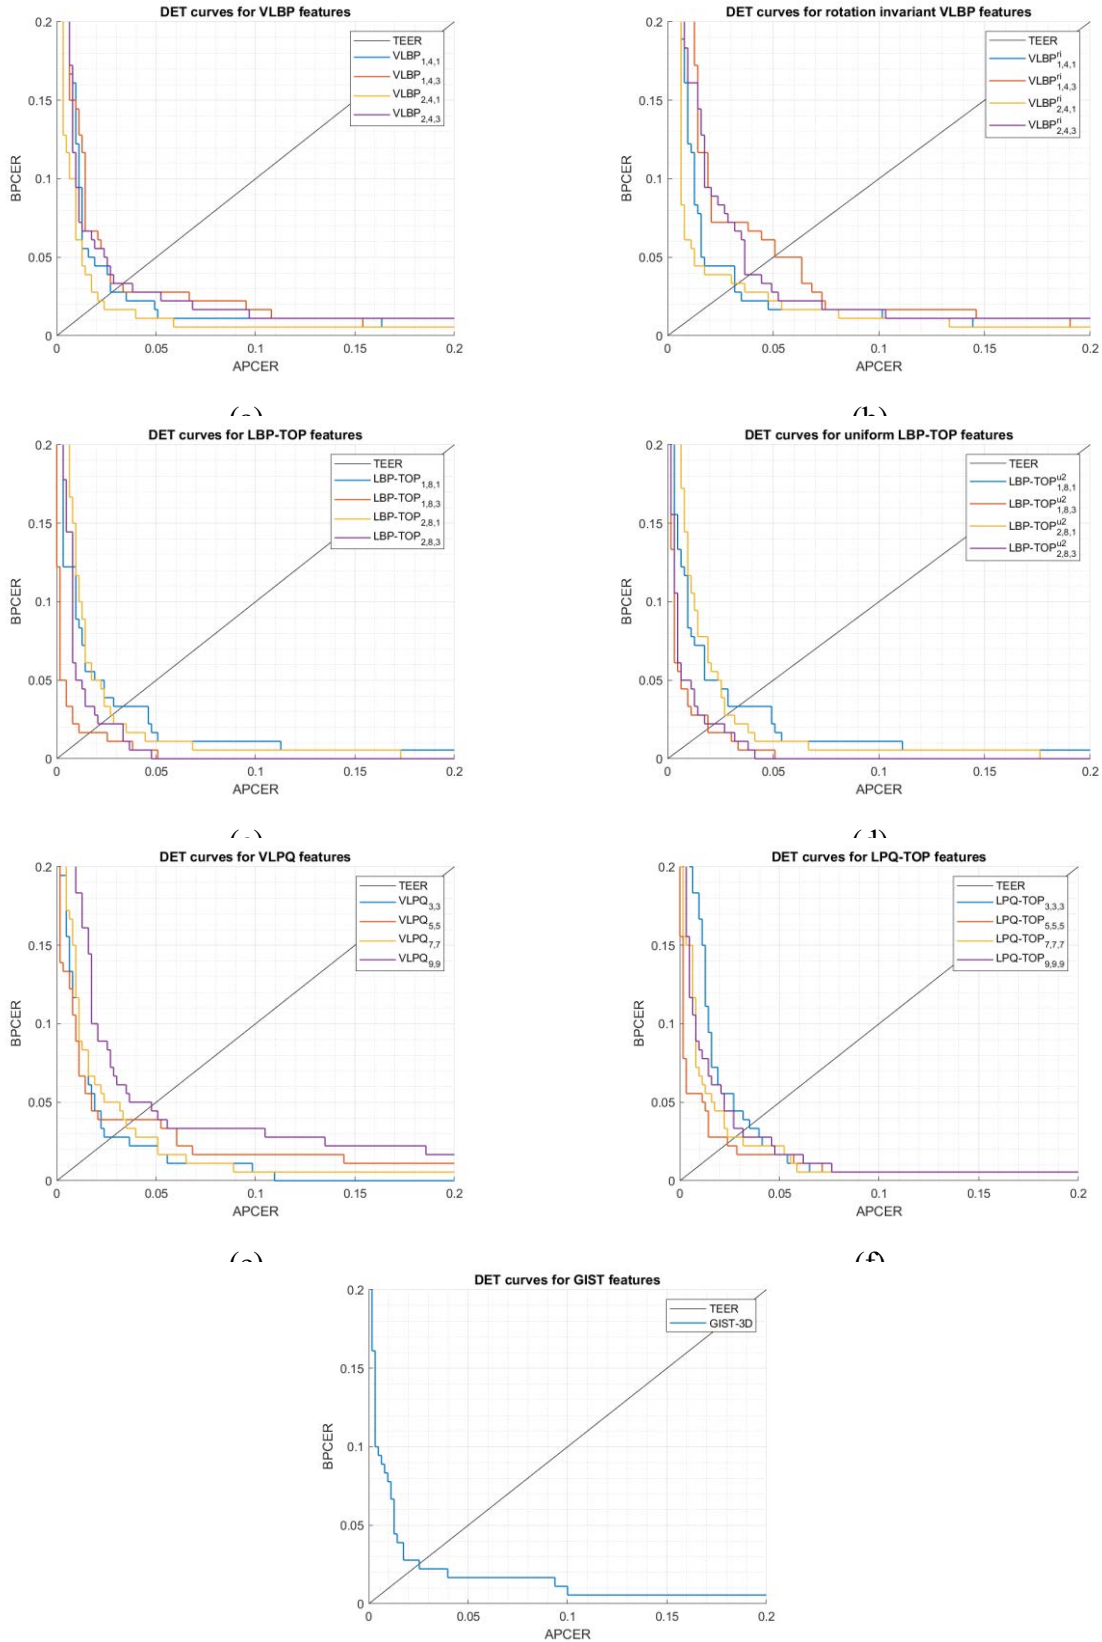 DET curves for VLBP features
0.2
0.15
0.1
0.05
0
BPCER
TEER
VLBP1,4,1
VLBP1,4,3
VLBP2,4,1
VLBP2,4,3
0 0.05 0.1 0.15 0.2
APCER
DET curves for rotation invariant VLBP features
0.2
0.15
0.1
0.05
0
BPCER
TEER
VLBPri1,4,1
VLBPri1,4,3
VLBPri2,4,1
VLBPri2,4,3
0 0.05 0.1 0.15 0.2
APCER
DET curves for LBP-TOP features
0.2
0.15
0.1
0.05
0
BPCER
TEER
LBP-TOP1,8,1
LBP-TOP1,8,3
LBP-TOP2,8,1
LBP-TOP2,8,3
0 0.05 0.1 0.15 0.2
APCER
DET curves for uniform LBP-TOP features
0.2
0.15
0.1
0.05
0
BPCER
TEER
LBP-TOPu21,8,1
LBP-TOPu21,8,3
LBP-TOPu22,8,1
LBP-TOPu22,8,3
0 0.05 0.1 0.15 0.2
APCER
DET curves for VLPQ features
0.2
0.15
0.1
0.05
0
BPCER
TEER
VLPQ3,3
VLPQ5,5
VLPQ7,7
VLPQ9,9
0 0.05 0.1 0.15 0.2
APCER
DET curves for LPQ-TOP features
0.2
0.15
0.1
0.05
0
BPCER
TEER
LPQ-TOP3,3,3
LPQ-TOP5,5,5
LPQ-TOP7,7,7
LPQ-TOP9,9,9
0 0.05 0.1 0.15 0.2
APCER
DET curves for GIST features
0.2
0.15
0.1
0.05
0
BPCER
TEER
GIST-3D
0 0.05 0.1 0.15 0.2
APCER